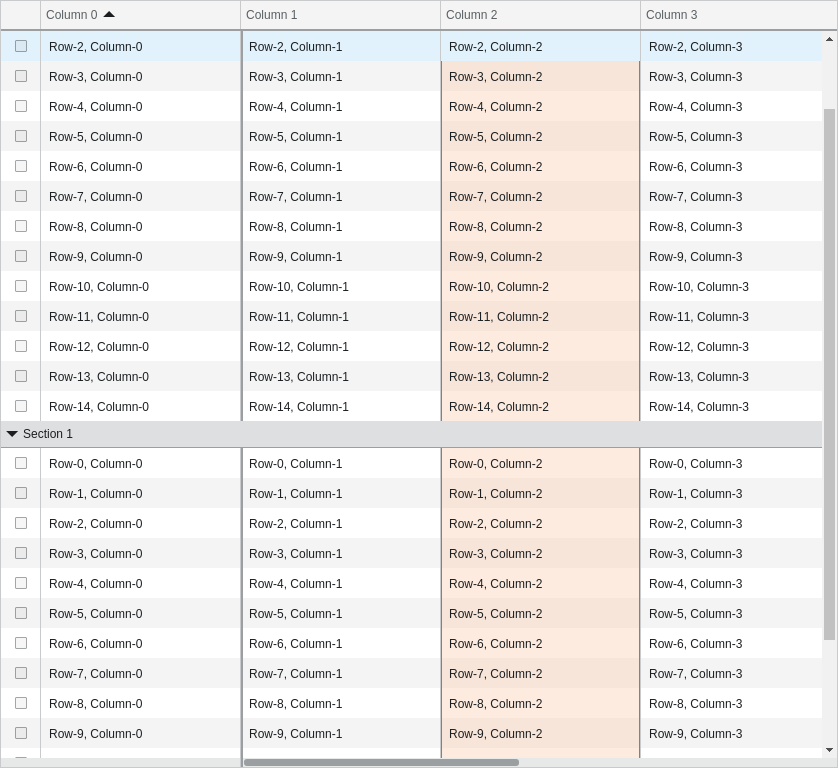 Column 0 Column 1 Column 2 Column 3
Row-2, Column-0 Row-2, Column-1 Row-2, Column-2 Row-2, Column-3
Row-3, Column-0 Row-3, Column-1 Row-3, Column-2 Row-3, Column-3
Row-4, Column-0 Row-4, Column-1 Row-4, Column-2 Row-4, Column-3
Row-5, Column-0 Row-5, Column-1 Row-5, Column-2 Row-5, Column-3
Row-6, Column-0 Row-6, Column-1 Row-6, Column-2 Row-6, Column-3
Row-7, Column-0 Row-7, Column-1 Row-7, Column-2 Row-7, Column-3
Row-8, Column-0 Row-8, Column-1 Row-8, Column-2 Row-8, Column-3
Row-9, Column-0 Row-9, Column-1 Row-9, Column-2 Row-9, Column-3
Row-10, Column-0 Row-10, Column-1 Row-10, Column-2 Row-10, Column-3
Row-11, Column-0 Row-11, Column-1 Row-11, Column-2 Row-11, Column-3
Row-12, Column-0 Row-12, Column-1 Row-12, Column-2 Row-12, Column-3
Row-13, Column-0 Row-13, Column-1 Row-13, Column-2 Row-13, Column-3
Row-14, Column-0 Row-14, Column-1 Row-14, Column-2 Row-14, Column-3
Section 1
Row-0, Column-0 Row-0, Column-1 Row-0, Column-2 Row-0, Column-3
Row-1, Column-0 Row-1, Column-1 Row-1, Column-2 Row-1, Column-3
Row-2, Column-0 Row-2, Column-1 Row-2, Column-2 Row-2, Column-3
Row-3, Column-0 Row-3, Column-1 Row-3, Column-2 Row-3, Column-3
Row-4, Column-0 Row-4, Column-1 Row-4, Column-2 Row-4, Column-3
Row-5, Column-0 Row-5, Column-1 Row-5, Column-2 Row-5, Column-3
Row-6, Column-0 Row-6, Column-1 Row-6, Column-2 Row-6, Column-3
Row-7, Column-0 Row-7, Column-1 Row-7, Column-2 Row-7, Column-3
Row-8, Column-0 Row-8, Column-1 Row-8, Column-2 Row-8, Column-3
Row-9, Column-0 Row-9, Column-1 Row-9, Column-2 Row-9, Column-3